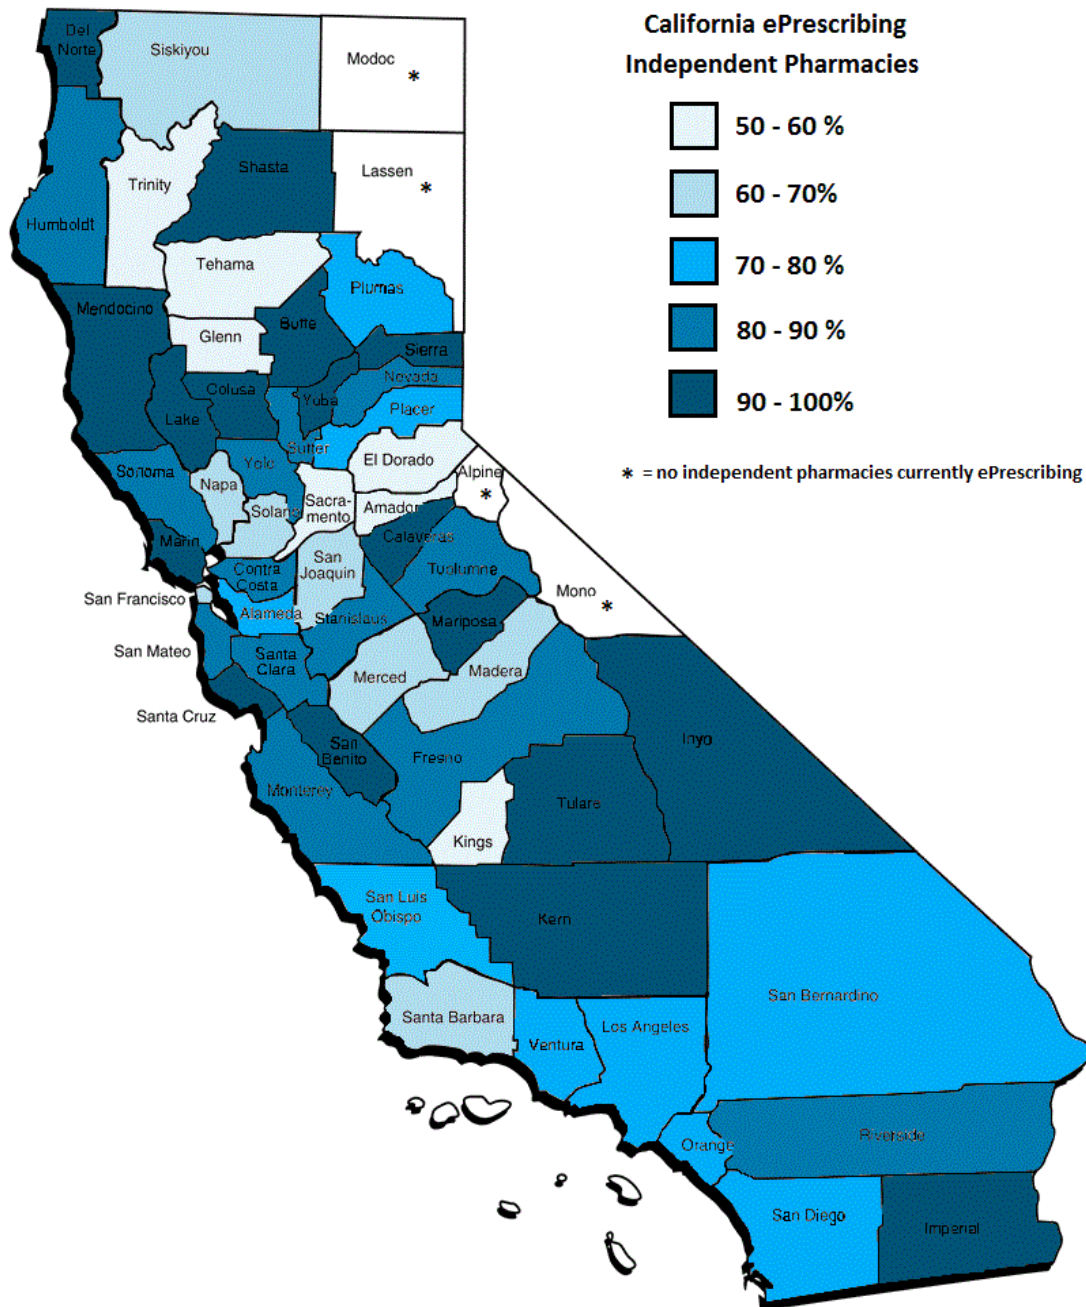 California ePrescribing
Independent Pharmacies
50 - 60 %
60 - 70%
70 - 80 %
80 - 90 %
90 - 100%
* = no independent pharmacies currently ePrescribing
Del
Norte
Siskiyou
Modoc
*
Shasta
Lassen
*
Trinity
Humboldt
Tehama
Plumas
Mendocino
Butte
Glenn
Sierra
Nevada
Colusa
Yuba
Placer
Lake
Sutter
El Dorado
Sonoma
Yolo
Alpine
*
Napa
Sacra-
mento
Amador
Solano
Calaveras
Marin
San
Joaquin
Tuolumne
Contra
Costa
Mono
*
San Francisco
Alameda
Stanislaus
Mariposa
San Mateo
Santa
Clara
Merced
Madera
Santa Cruz
San
Benito
Fresno
Inyo
Monterey
Tulare
Kings
San Luis
Obispo
Kern
San Bernardino
Santa Barbara
Los Angeles
Ventura
Orange
Riverside
San Diego
Imperial